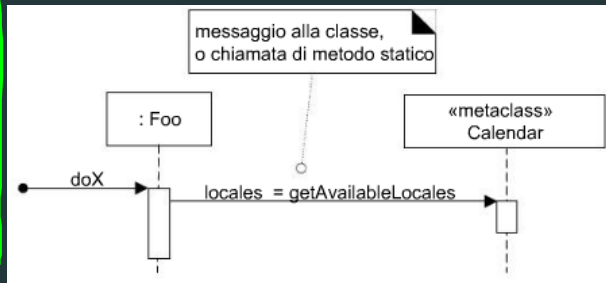 messaggio alla classe,
o chiamata di metodo statico
: Foo
«metaclass»
Calendar
doX
locales = getAvailableLocales